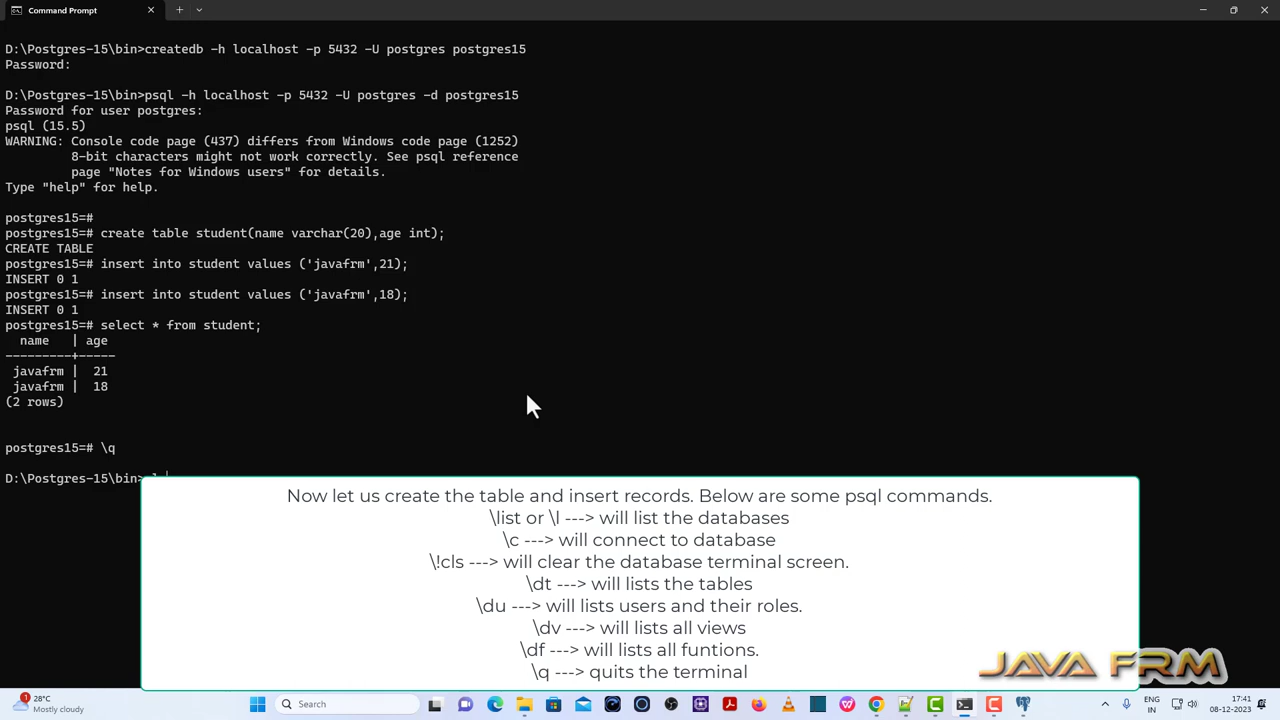 Command Prompt
D:\Postgres-15\bin>createdb -h localhost -p 5432 -U postgres postgres15
Password:
D:\Postgres-15\bin>psql -h localhost -p 5432 -U postgres -d postgres15
Password for user postgres:
psql (15.5)
WARNING: Console code page (437) differs from Windows code page (1252)
8-bit characters might not work correctly. See psql reference
page "Notes for Windows users" for details.
Type "help" for help.
postgres15=#
postgres15=# create table student(name varchar(20),age int);
CREATE TABLE
postgres15=# insert into student values ('javafrm',21);
INSERT 0 1
postgres15=# insert into student values ('javafrm',18);
INSERT 0 1
postgres15=# select * from student;
name | age
---------+-----
javafrm | 21
javafrm | 18
(2 rows)
postgres15=# \q
D:\Postgres-15\bin>
Now let us create the table and insert records. Below are some psql commands.
\list or \l ---> will list the databases
\c ---> will connect to database
\!cls ---> will clear the database terminal screen.
\dt ---> will lists the tables
\du ---> will lists users and their roles.
\dv ---> will lists all views
\df ---> will lists all funtions.
\q ---> quits the terminal
JAVA FRM
1
28°C
Mostly cloudy
Search
ENG
IN
17:41
08-12-2023